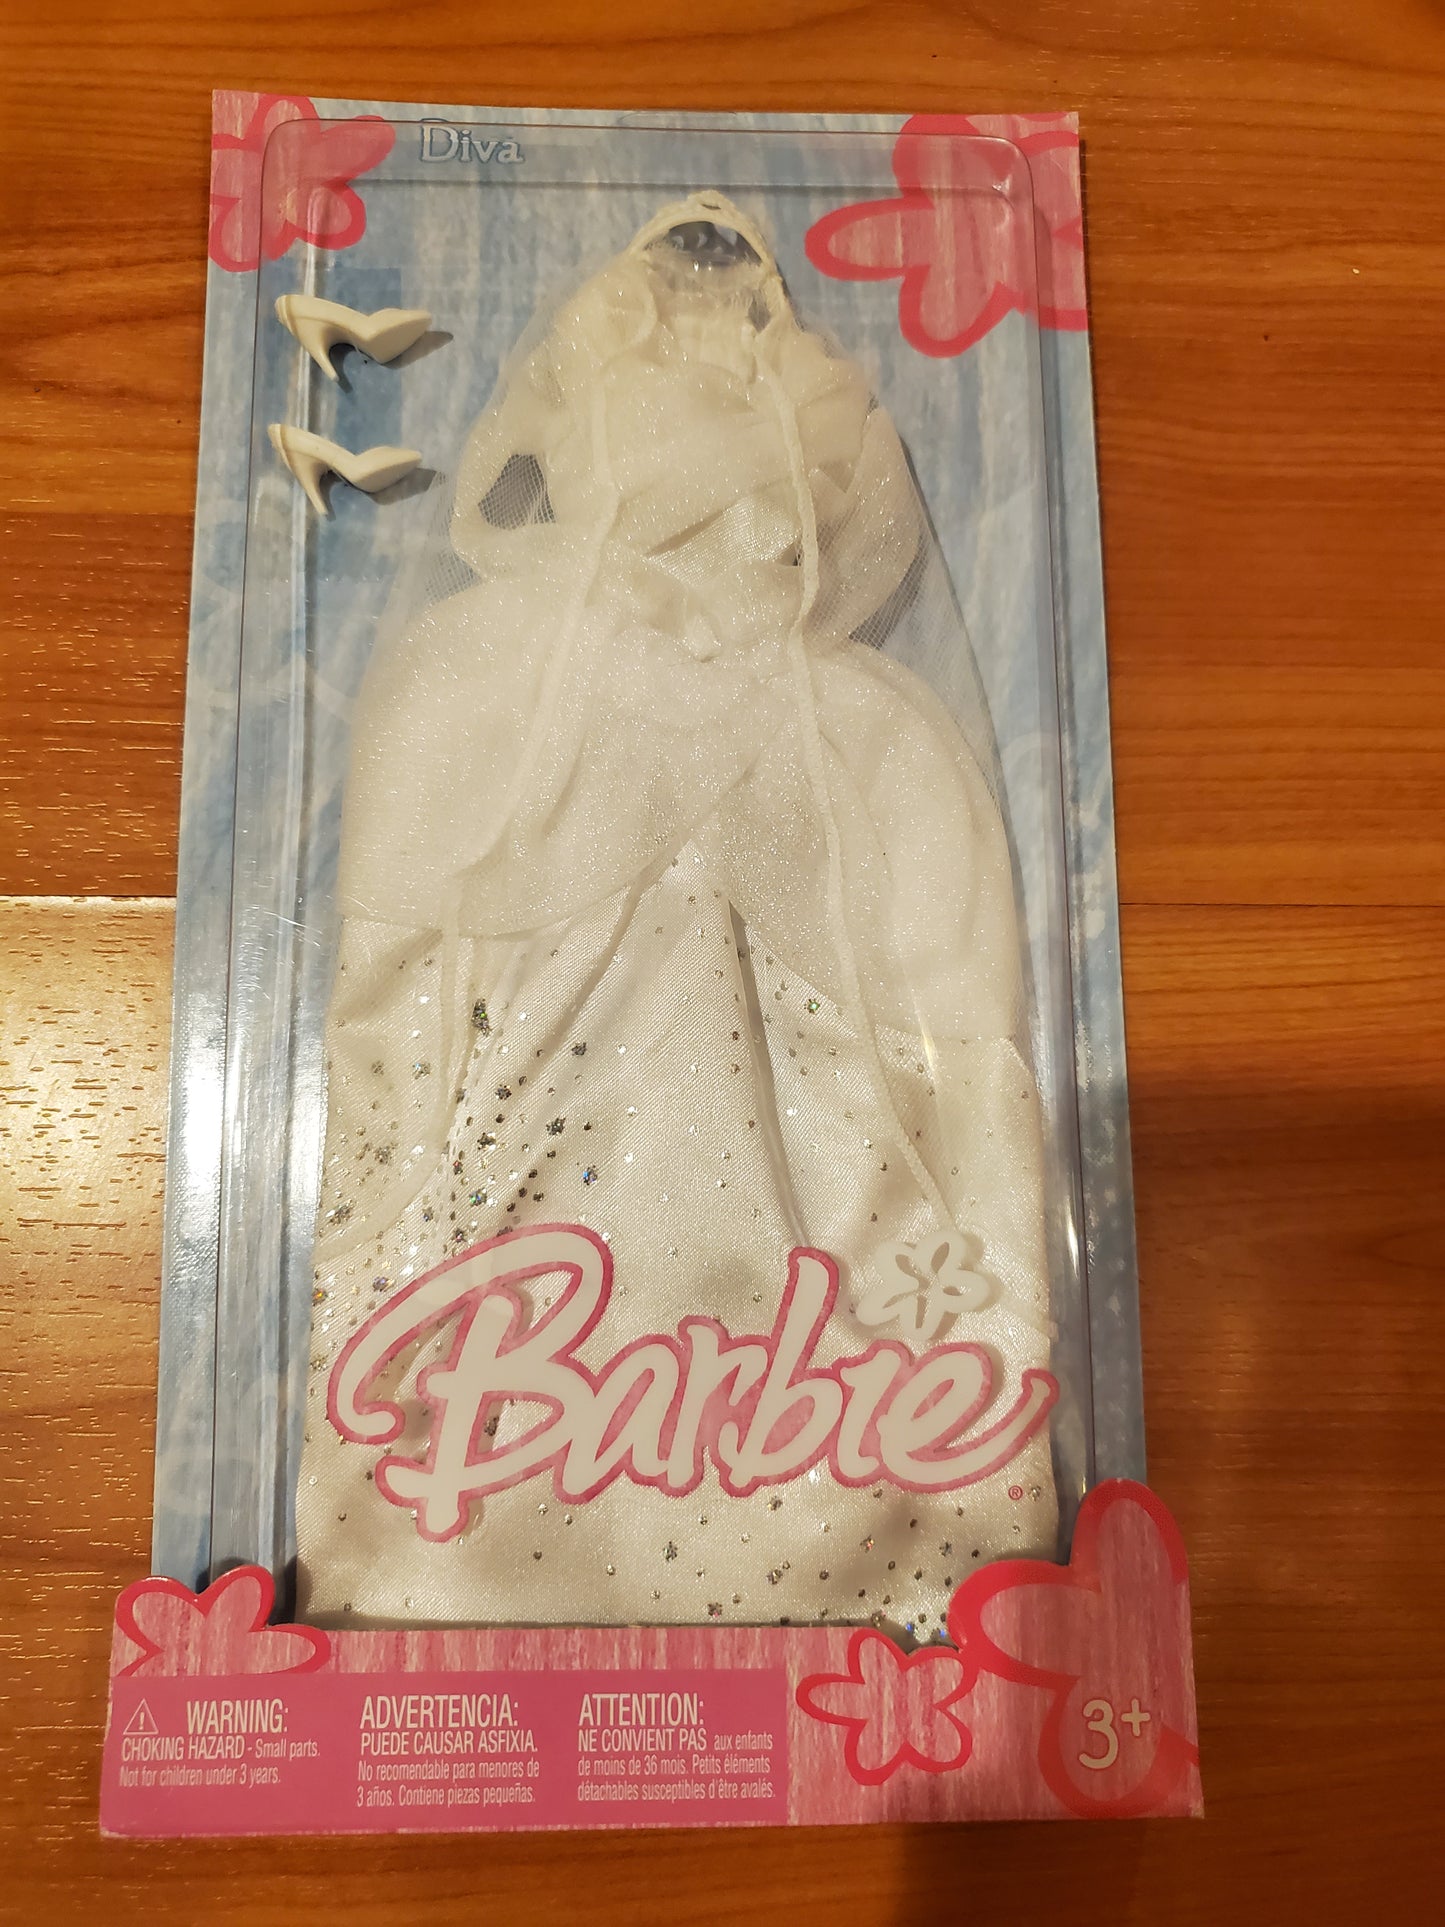 Diva
Barbie®
WARNING:
CHOKING HAZARD - Small parts.
Not for children under 3 years.
ADVERTENCIA:
PUEDE CAUSAR ASFIXIA.
No recomendable para menores de
3 años. Contiene piezas pequeñas.
ATTENTION:
NE CONVIENT PAS aux enfants
de moins de 36 mois. Petits éléments
détachables susceptibles d'être avalés.
3+